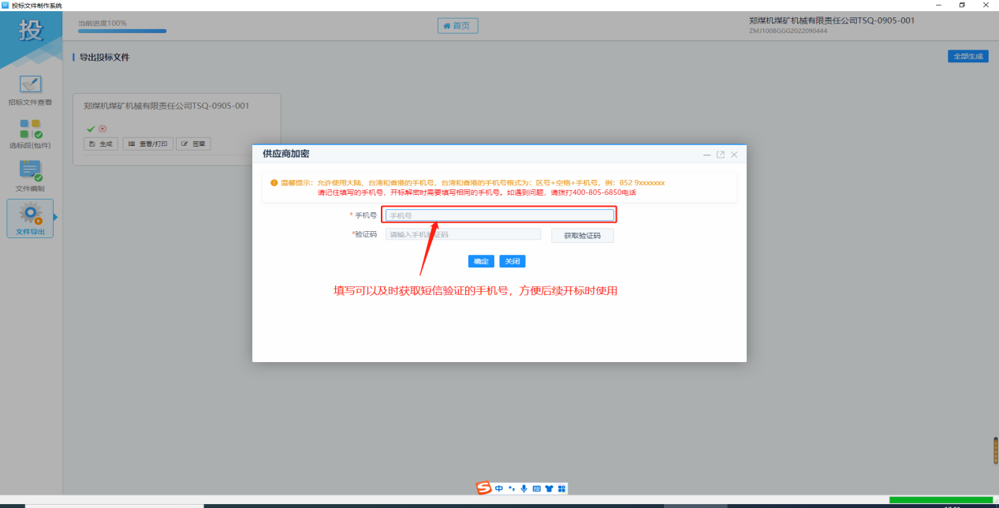 投标文件制作系统
投
当前进度100%
首页
郑煤机煤矿机械有限责任公司TSQ-0905-001
ZMJ100BGGG2022090444
导出投标文件
全部生成
招标文件查看
选标段(包件)
文件编制
文件导出
郑煤机煤矿机械有限责任公司TSQ-0905-001
生成
查看/打印
签章
供应商加密
温馨提示：允许使用大陆、台湾和香港的手机号，台湾和香港的手机号格式为：区号+空格+手机号，例：852 9xxxxxxx
请记住填写的手机号，开标解密时需要填写相同的手机号。如遇到问题，请拨打400-805-6850电话
* 手机号
手机号
*验证码
请输入手机验证码
获取验证码
确定
关闭
填写可以及时获取短信验证的手机号，方便后续开标时使用
中